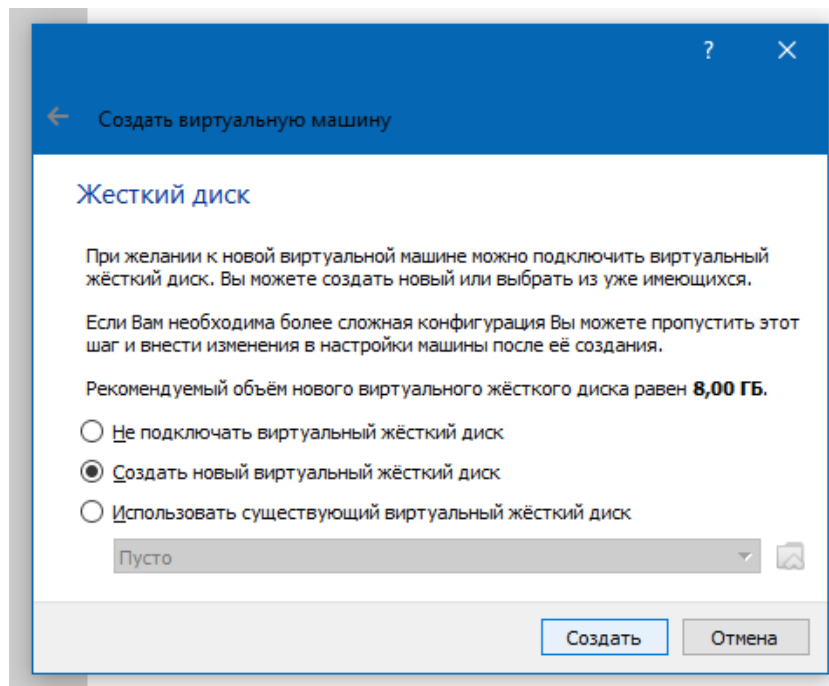 ?
Создать виртуальную машину
Жесткий диск
При желании к новой виртуальной машине можно подключить виртуальный
жёсткий диск. Вы можете создать новый или выбрать из уже имеющихся.
Если Вам необходима более сложная конфигурация Вы можете пропустить этот
шаг и внести изменения в настройки машины после её создания.
Рекомендуемый объём нового виртуального жёсткого диска равен 8,00 ГБ.
Не подключать виртуальный жёсткий диск
Создать новый виртуальный жёсткий диск
Использовать существующий виртуальный жёсткий диск
Пусто
Создать Отмена